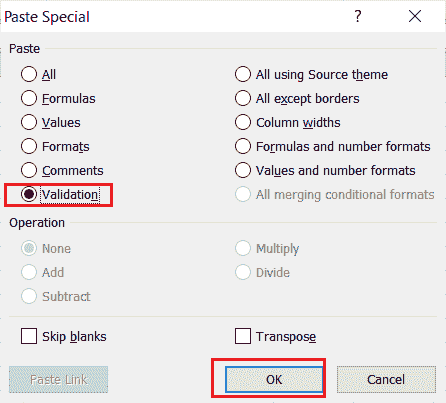 Paste Special
?
Paste
All
All using Source theme
Formulas
All except borders
Values
Column widths
Formats
Formulas and number formats
Comments
Values and number formats
Validation
All merging conditional formats
Operation
None
Multiply
Add
Divide
Subtract
Skip blanks
Transpose
Paste Link
OK
Cancel